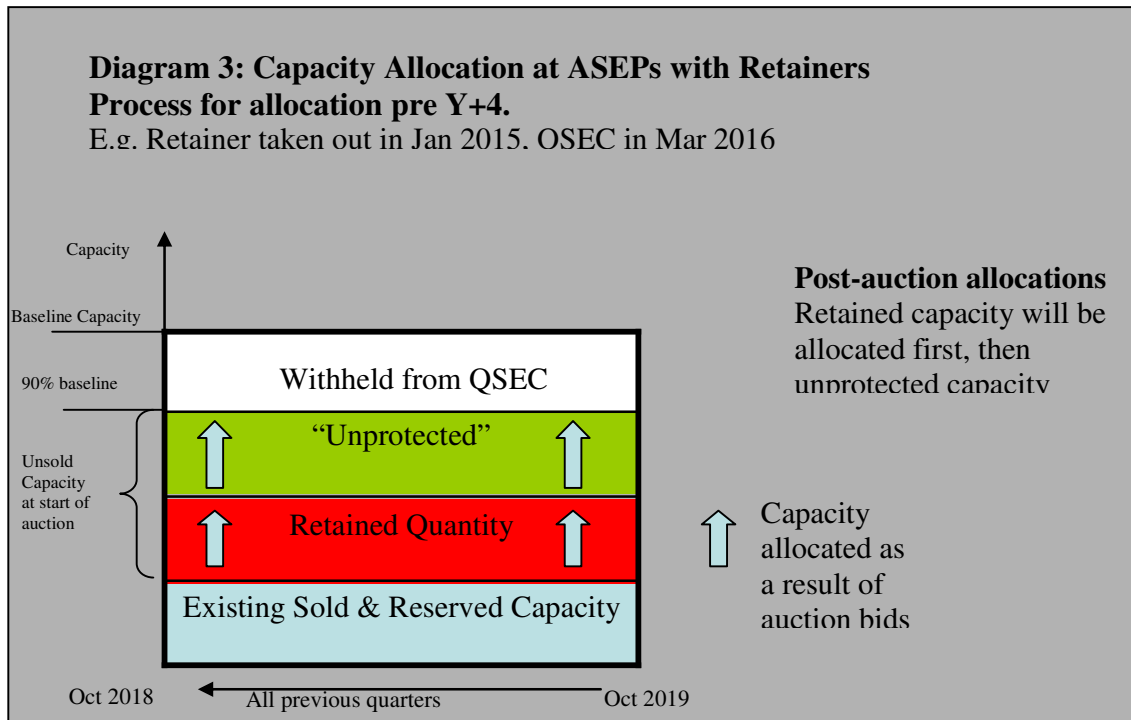 Diagram 3: Capacity Allocation at ASEPs with Retainers
Process for allocation pre Y+4.
E.g. Retainer taken out in Jan 2015, QSEC in Mar 2016
Capacity
Baseline Capacity
90% baseline
Unsold
Capacity
at start of
auction
Withheld from QSEC
“Unprotected”
Retained Quantity
Existing Sold & Reserved Capacity
Post-auction allocations
Retained capacity will be
allocated first, then
unprotected capacity
Capacity
allocated as
a result of
auction bids
Oct 2018
All previous quarters
Oct 2019